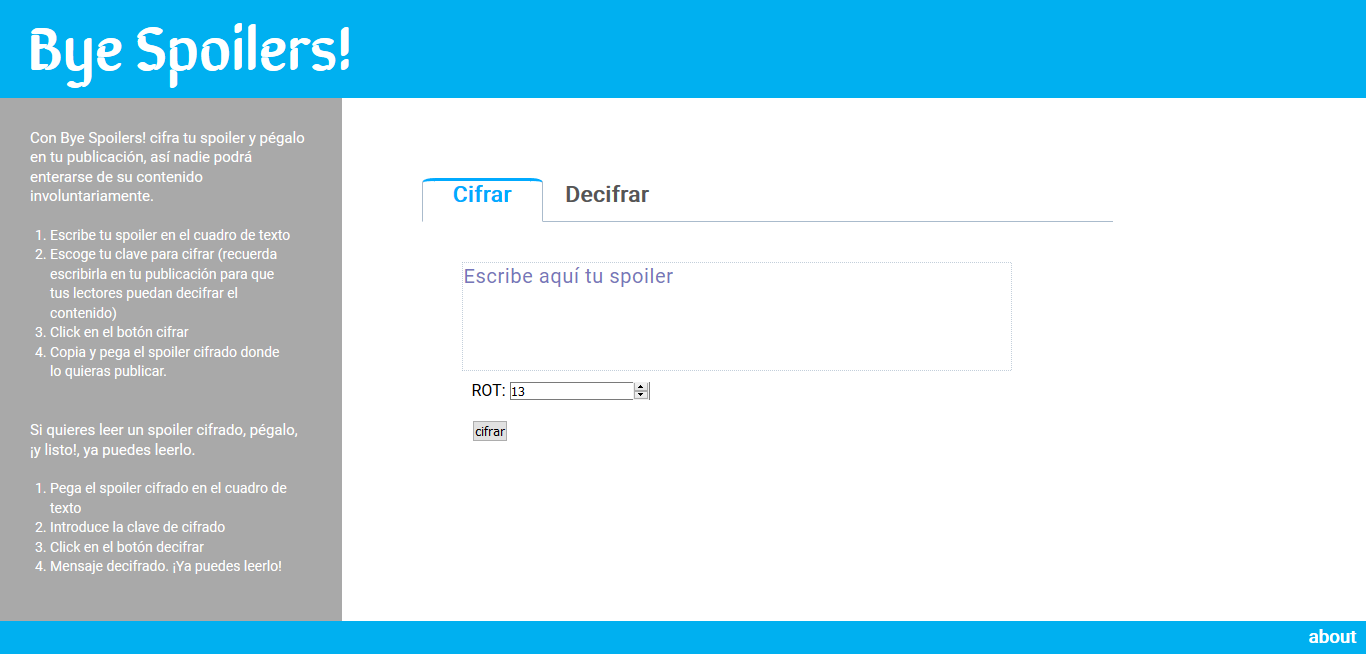 Bye Spoilers!
Con Bye Spoilers! cifra tu spoiler y pégalo
en tu publicación, así nadie podrá
enterarse de su contenido
involuntariamente.
1. Escribe tu spoiler en el cuadro de texto
2. Escoge tu clave para cifrar (recuerda
escribirla en tu publicación para que
tus lectores puedan decifrar el
contenido)
3. Click en el botón cifrar
4. Copia y pega el spoiler cifrado donde
lo quieras publicar.
Si quieres leer un spoiler cifrado, pégalo,
¡y listo!, ya puedes leerlo.
1. Pega el spoiler cifrado en el cuadro de
texto
2. Introduce la clave de cifrado
3. Click en el botón decifrar
4. Mensaje decifrado. ¡Ya puedes leerlo!
Cifrar Decifrar
Escribe aquí tu spoiler
ROT: 13
cifrar
about